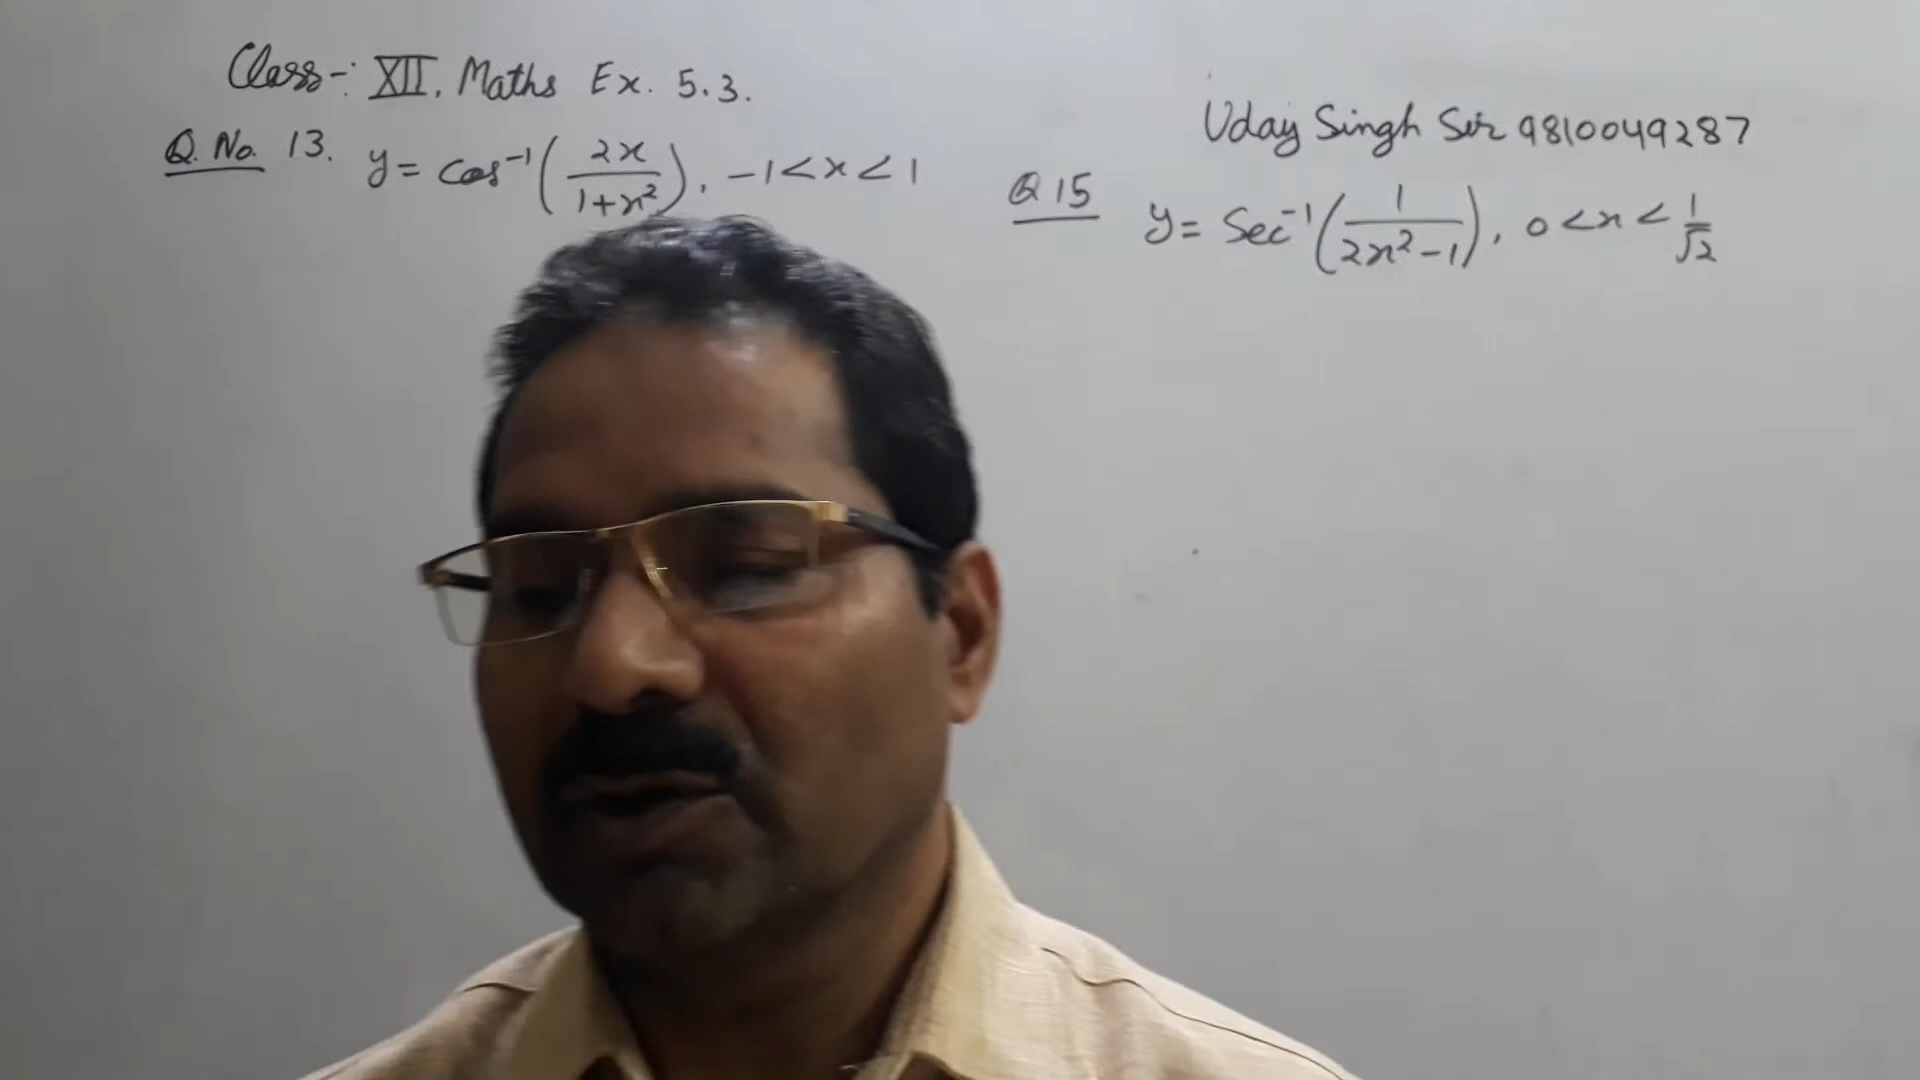 Class-: XII. Maths Ex. 5.3.
Q. No. 13. y = cos⁻¹(2x/(1+x²)), -1<x<1
Uday Singh Sir 9810049287
Q 15 y = Sec⁻¹(1/(2x²-1)), 0<x<1/√2